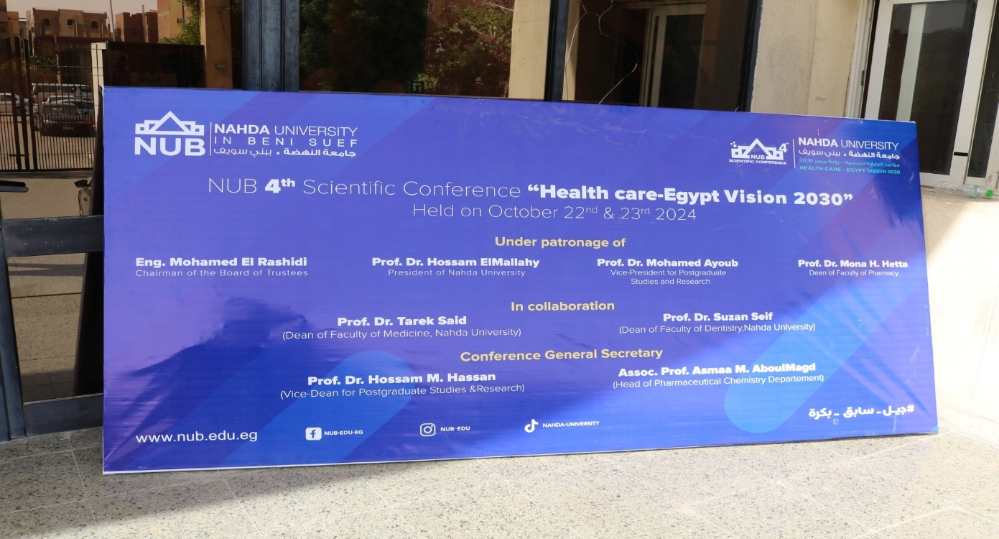 NUB
NAHDA UNIVERSITY
IN BENI SUEF
جامعة النهضة . ببني سويف
NUB 4
SCIENTIFIC CONFERENCE
NAHDA UNIVERSITY
جامعة النهضة . ببني سويف
مؤتمر الرعاية الصحية - رؤية مصر 2030
HEALTH CARE - EGYPT VISION 2030
NUB 4th Scientific Conference “Health care-Egypt Vision 2030”
Held on October 22nd & 23rd 2024
Under patronage of
Eng. Mohamed El Rashidi
Chairman of the Board of Trustees
Prof. Dr. Hossam ElMallahy
President of Nahda University
Prof. Dr. Mohamed Ayoub
Vice-President for Postgraduate
Studies and Research
Prof. Dr. Mona H. Hetta
Dean of Faculty of Pharmacy
In collaboration
Prof. Dr. Tarek Said
(Dean of Faculty of Medicine, Nahda University)
Prof. Dr. Suzan Seif
(Dean of Faculty of Dentistry,Nahda University)
Conference General Secretary
Prof. Dr. Hossam M. Hassan
(Vice-Dean for Postgraduate Studies &Research)
Assoc. Prof. Asmaa M. AboulMagd
(Head of Pharmaceutical Chemistry Departement)
#جيل_سابق_بكرة
www.nub.edu.eg
NUB-EDU-EG
NUB-EDU
NAHDA-UNIVERSITY